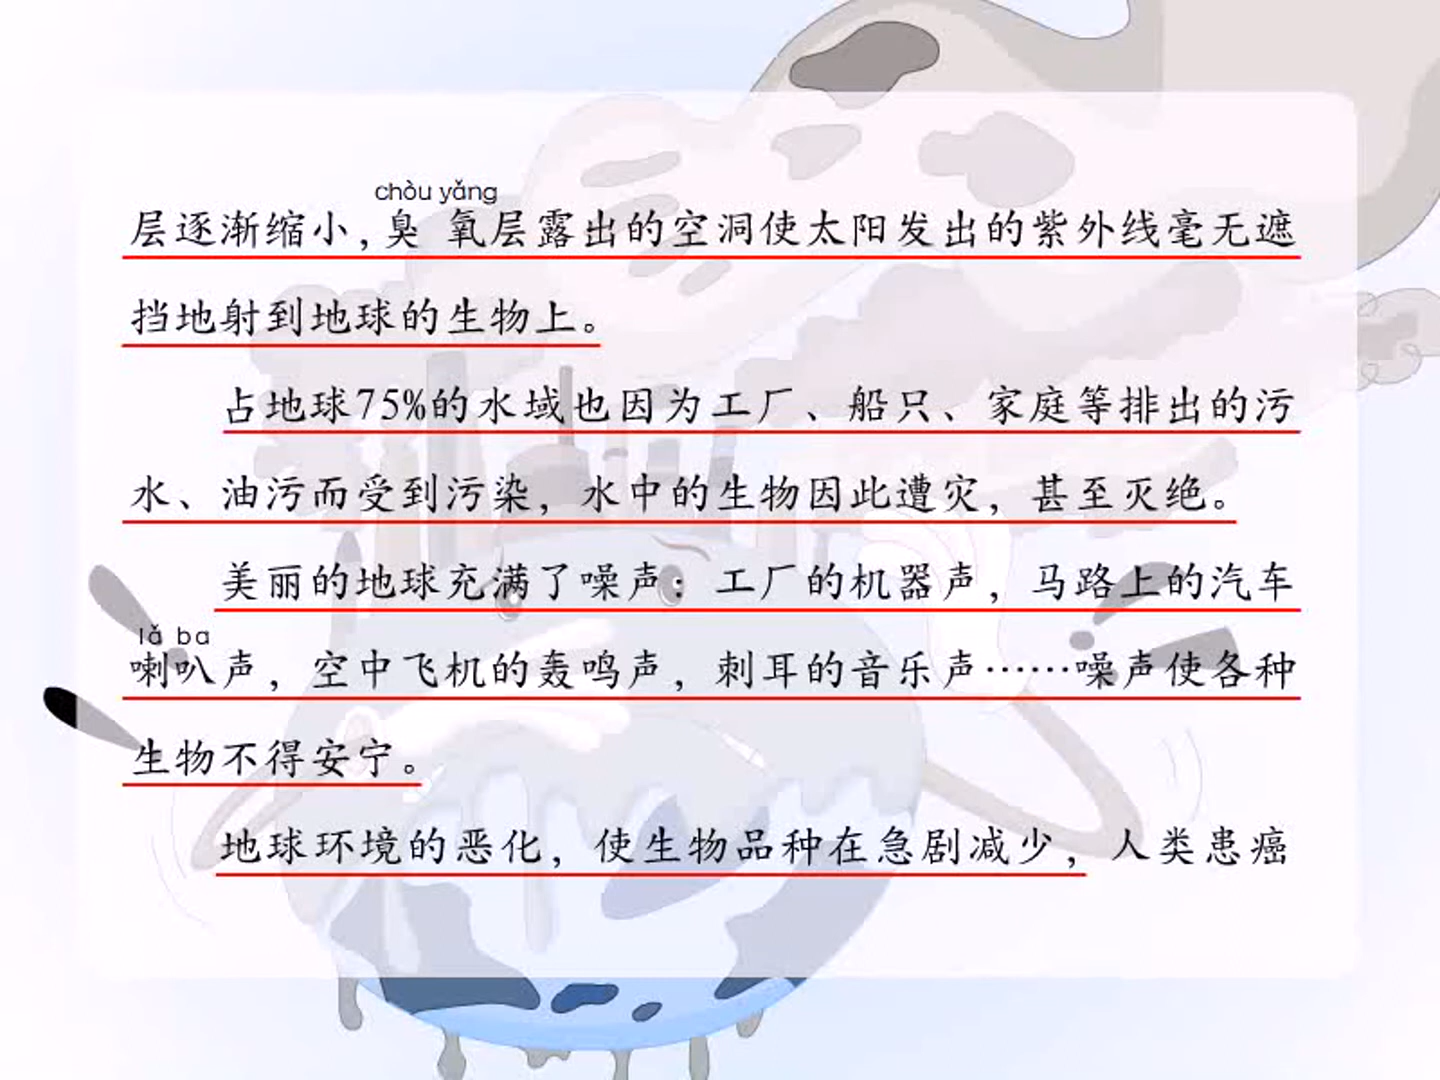 chòu yǎng
层逐渐缩小，臭 氧层露出的空洞使太阳发出的紫外线毫无遮
挡地射到地球的生物上。
占地球75%的水域也因为工厂、船只、家庭等排出的污
水、油污而受到污染，水中的生物因此遭灾，甚至灭绝。
美丽的地球充满了噪声：工厂的机器声，马路上的汽车
lǎ ba
喇叭声，空中飞机的轰鸣声，刺耳的音乐声……噪声使各种
生物不得安宁。
地球环境的恶化，使生物品种在急剧减少，人类患癌